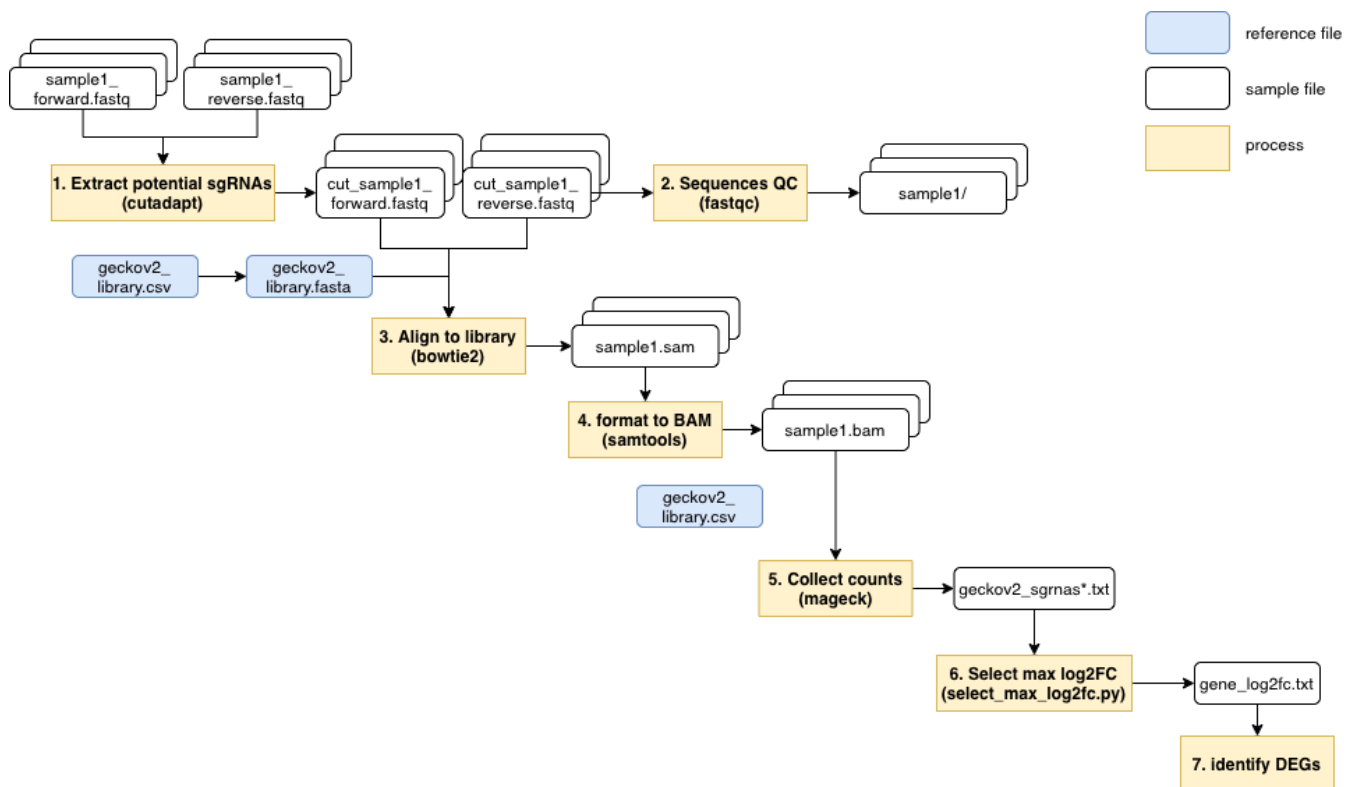 reference file
sample1_
forward.fastq
sample1_
reverse.fastq
sample file
process
1. Extract potential sgRNAs
(cutadapt)
cut_sample1_
forward.fastq
cut_sample1_
reverse.fastq
2. Sequences QC
(fastqc)
sample1/
geckov2_
library.csv
geckov2_
library.fasta
3. Align to library
(bowtie2)
sample1.sam
4. format to BAM
(samtools)
sample1.bam
geckov2_
library.csv
5. Collect counts
(mageck)
geckov2_sgrnas*.txt
6. Select max log2FC
(select_max_log2fc.py)
gene_log2fc.txt
7. identify DEGs